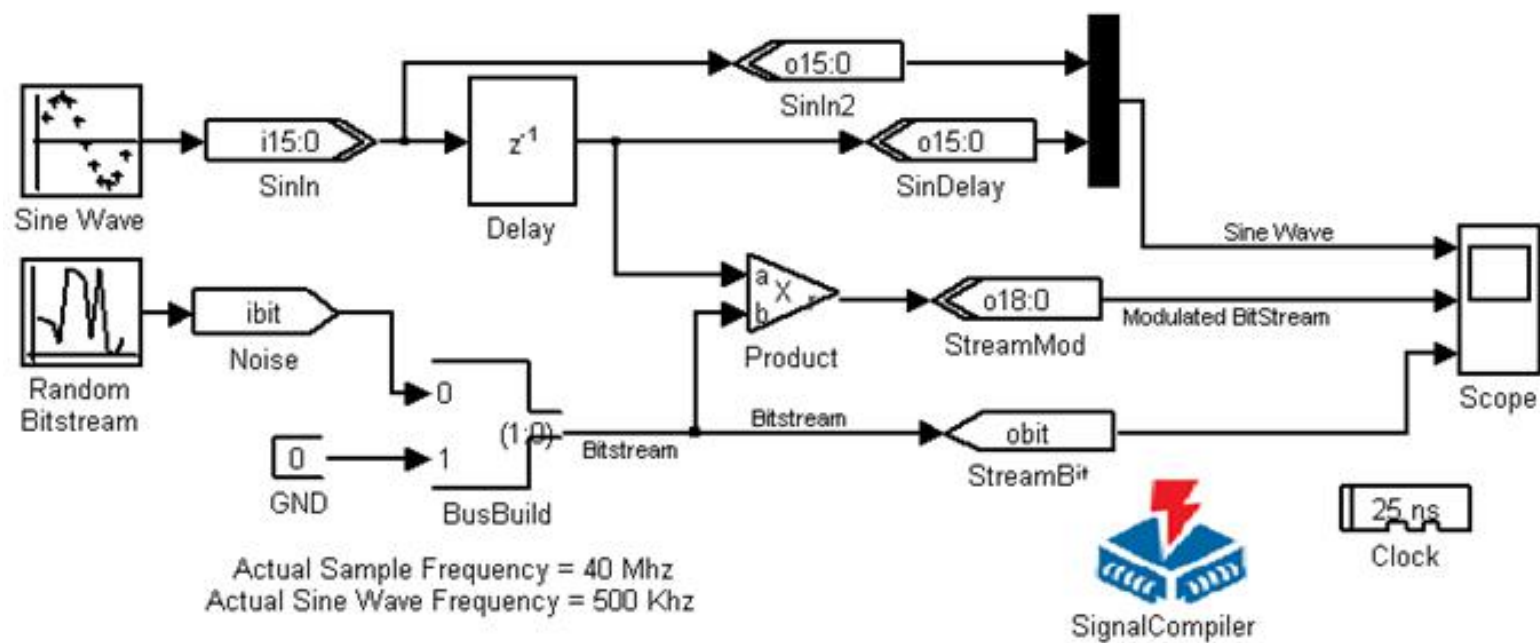 o15:0
SinIn2
i15:0
SinIn
z-1
Delay
o15:0
SinDelay
Sine Wave
Sine Wave
a
X
r
b
Product
o18:0
StreamMod
Modulated BitStream
Scope
ibit
Noise
Random
Bitstream
0
(1:0)
1
BusBuild
0
GND
Bitstream
Bitstream
obit
StreamBit
25 ns
Clock
SignalCompiler
Actual Sample Frequency = 40 Mhz
Actual Sine Wave Frequency = 500 Khz